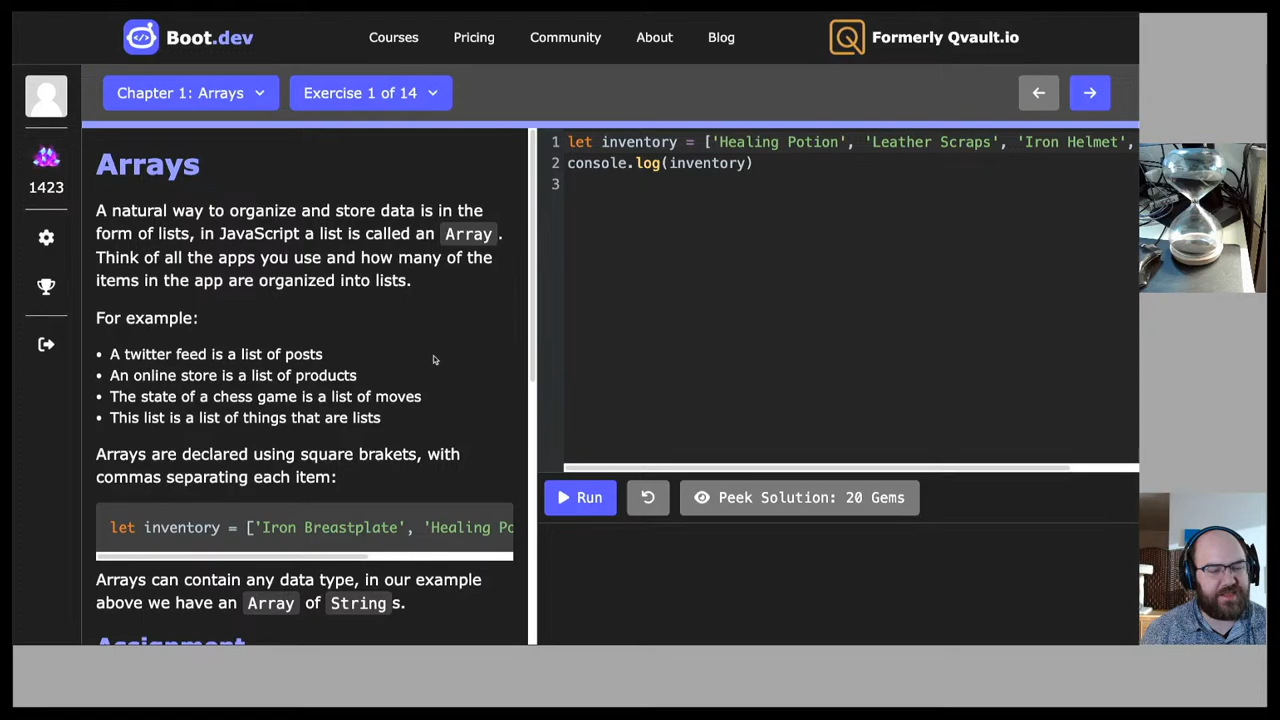 Boot.dev
Courses
Pricing
Community
About
Blog
Formerly Qvault.io
Chapter 1: Arrays
Exercise 1 of 14
1423
Arrays
A natural way to organize and store data is in the
form of lists, in JavaScript a list is called an Array.
Think of all the apps you use and how many of the
items in the app are organized into lists.
For example:
• A twitter feed is a list of posts
• An online store is a list of products
• The state of a chess game is a list of moves
• This list is a list of things that are lists
Arrays are declared using square brakets, with
commas separating each item:
let inventory = ['Iron Breastplate', 'Healing Po
Arrays can contain any data type, in our example
above we have an Array of Strings.
Assignment
1 let inventory = ['Healing Potion', 'Leather Scraps', 'Iron Helmet',
2 console.log(inventory)
3
Run
Peek Solution: 20 Gems